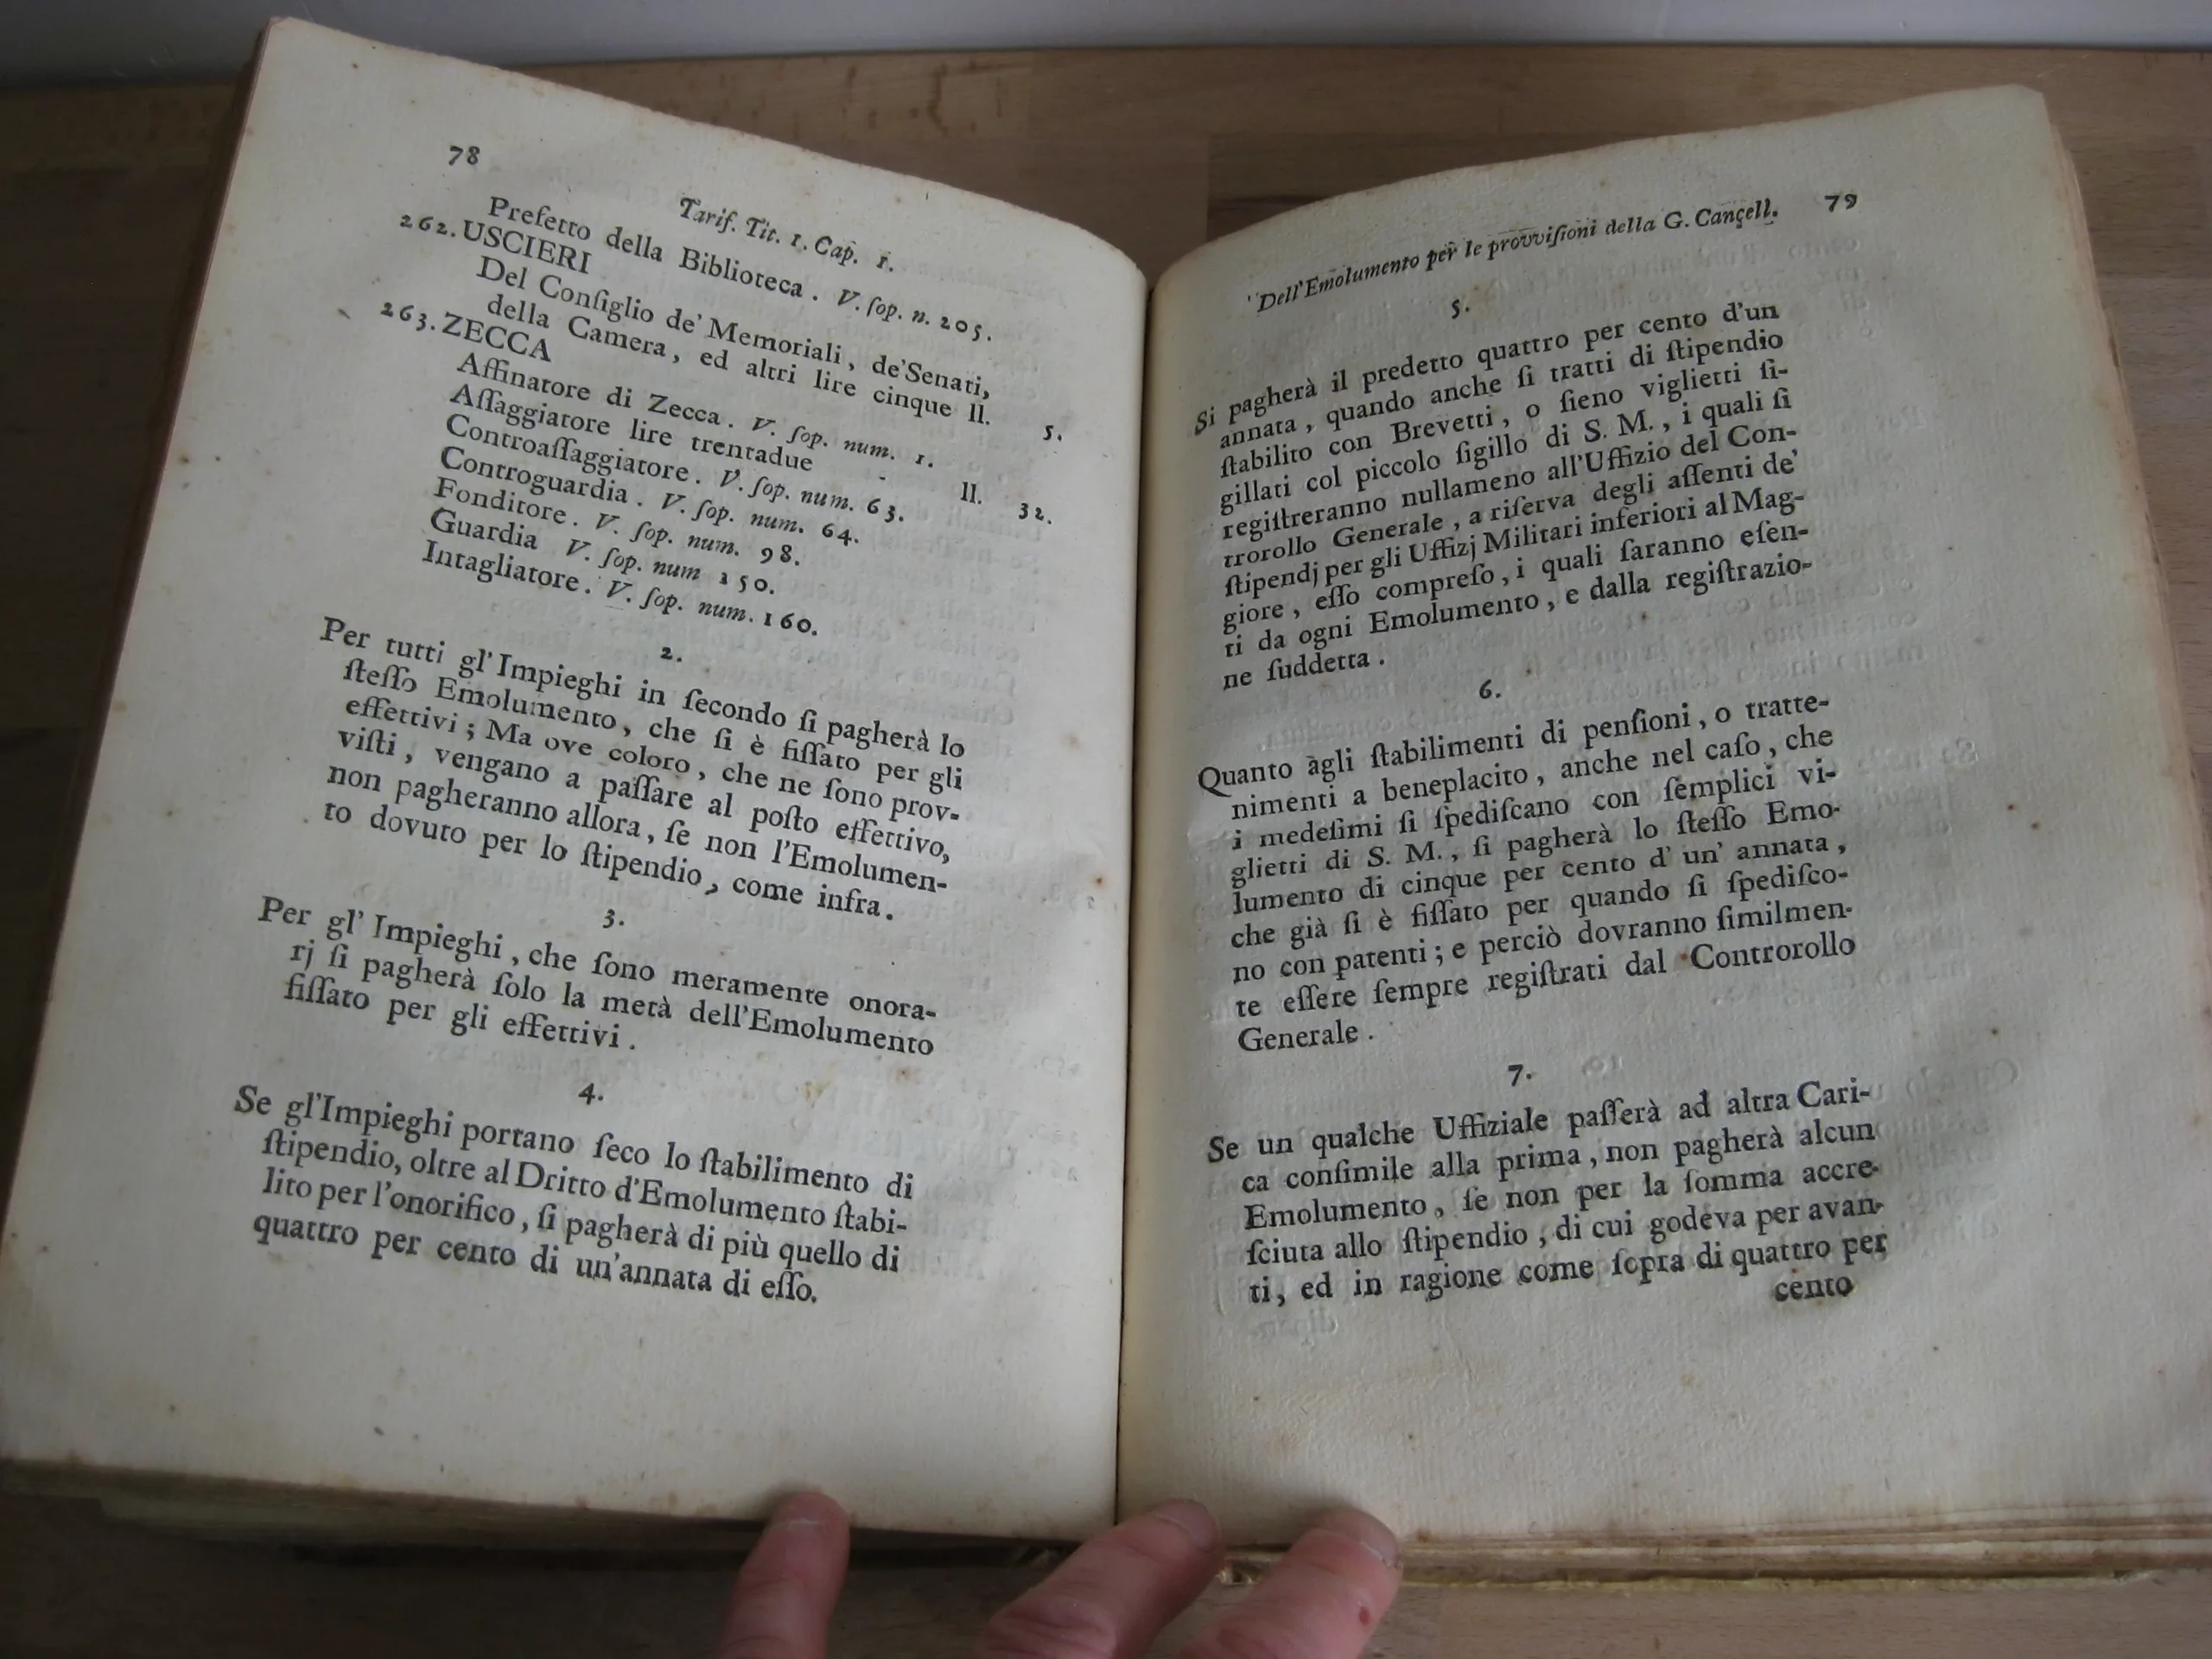 78
Tarif. Tit. 1. Cap. 1.
Prefetto della Biblioteca. V. ſop. n. 205.
262. USCIERI
Del Conſiglio de' Memoriali, de' Senati,
della Camera, ed altri lire cinque ll. 5.
263. ZECCA
Affinatore di Zecca. V. ſop. num. 1.
Aſſaggiatore lire trentadue - ll. 32.
Controaſſaggiatore. V. ſop. num. 63.
Controguardia. V. ſop. num. 64.
Fonditore. V. ſop. num. 98.
Guardia V. ſop. num 150.
Intagliatore. V. ſop. num. 160.
2.
Per tutti gl'Impieghi in ſecondo ſi pagherà lo
ſteſſo Emolumento, che ſi è fiſſato per gli
effettivi; Ma ove coloro, che ne ſono prov-
viſti, vengano a paſſare al poſto effettivo,
non pagheranno allora, ſe non l'Emolumen-
to dovuto per lo ſtipendio, come infra.
3.
Per gl'Impieghi, che ſono meramente onora-
rj ſi pagherà ſolo la metà dell'Emolumento
fiſſato per gli effettivi.
4.
Se gl'Impieghi portano ſeco lo ſtabilimento di
ſtipendio, oltre al Dritto d'Emolumento ſtabi-
lito per l'onorifico, ſi pagherà di più quello di
quattro per cento di un'annata di eſſo.
Dell'Emolumento per le provviſioni della G. Cancell. 79
5.
Si pagherà il predetto quattro per cento d'un
annata, quando anche ſi tratti di ſtipendio
ſtabilito con Brevetti, o ſieno viglietti ſi-
gillati col piccolo ſigillo di S. M., i quali ſi
regiſtreranno nullameno all'Uffizio del Con-
trorollo Generale, a riſerva degli aſſenti de'
ſtipendj per gli Uffizj Militari inferiori al Mag-
giore, eſſo compreſo, i quali ſaranno eſen-
ti da ogni Emolumento, e dalla regiſtrazio-
ne ſuddetta.
6.
Quanto agli ſtabilimenti di penſioni, o tratte-
nimenti a beneplacito, anche nel caſo, che
i medeſimi ſi ſpediſcano con ſemplici vi-
glietti di S. M., ſi pagherà lo ſteſſo Emo-
lumento di cinque per cento d' un' annata,
che già ſi è fiſſato per quando ſi ſpediſco-
no con patenti; e perciò dovranno ſimilmen-
te eſſere ſempre regiſtrati dal Controrollo
Generale.
7.
Se un qualche Uffiziale paſſerà ad altra Cari-
ca conſimile alla prima, non pagherà alcun
Emolumento, ſe non per la ſomma accre-
ſciuta allo ſtipendio, di cui godeva per avan-
ti, ed in ragione come ſopra di quattro per
cento